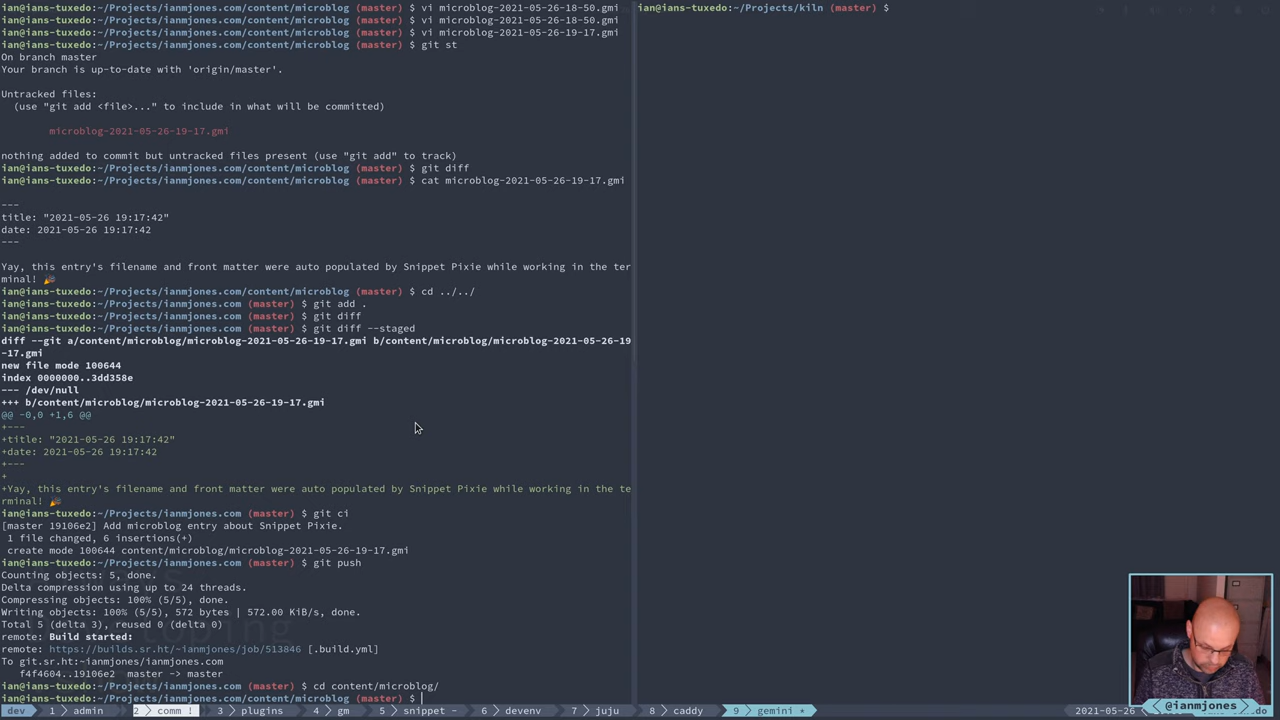 ian@ians-tuxedo:~/Projects/ianmjones.com/content/microblog (master) $ vi microblog-2021-05-26-18-50.gmi
ian@ians-tuxedo:~/Projects/ianmjones.com/content/microblog (master) $ vi microblog-2021-05-26-18-50.gmi
ian@ians-tuxedo:~/Projects/ianmjones.com/content/microblog (master) $ vi microblog-2021-05-26-19-17.gmi
ian@ians-tuxedo:~/Projects/ianmjones.com/content/microblog (master) $ git st
On branch master
Your branch is up-to-date with 'origin/master'.
Untracked files:
(use "git add <file>..." to include in what will be committed)
microblog-2021-05-26-19-17.gmi
nothing added to commit but untracked files present (use "git add" to track)
ian@ians-tuxedo:~/Projects/ianmjones.com/content/microblog (master) $ git diff
ian@ians-tuxedo:~/Projects/ianmjones.com/content/microblog (master) $ cat microblog-2021-05-26-19-17.gmi
---
title: "2021-05-26 19:17:42"
date: 2021-05-26 19:17:42
---
Yay, this entry's filename and front matter were auto populated by Snippet Pixie while working in the ter
minal! 🎉
ian@ians-tuxedo:~/Projects/ianmjones.com/content/microblog (master) $ cd ../../
ian@ians-tuxedo:~/Projects/ianmjones.com (master) $ git add .
ian@ians-tuxedo:~/Projects/ianmjones.com (master) $ git diff
ian@ians-tuxedo:~/Projects/ianmjones.com (master) $ git diff --staged
diff --git a/content/microblog/microblog-2021-05-26-19-17.gmi b/content/microblog/microblog-2021-05-26-19
-17.gmi
new file mode 100644
index 0000000..3dd358e
--- /dev/null
+++ b/content/microblog/microblog-2021-05-26-19-17.gmi
@@ -0,0 +1,6 @@
+---
+title: "2021-05-26 19:17:42"
+date: 2021-05-26 19:17:42
+---
+
+Yay, this entry's filename and front matter were auto populated by Snippet Pixie while working in the te
rminal! 🎉
ian@ians-tuxedo:~/Projects/ianmjones.com (master) $ git ci
[master 19106e2] Add microblog entry about Snippet Pixie.
1 file changed, 6 insertions(+)
create mode 100644 content/microblog/microblog-2021-05-26-19-17.gmi
ian@ians-tuxedo:~/Projects/ianmjones.com (master) $ git push
Counting objects: 5, done.
Delta compression using up to 24 threads.
Compressing objects: 100% (5/5), done.
Writing objects: 100% (5/5), 572 bytes | 572.00 KiB/s, done.
Total 5 (delta 3), reused 0 (delta 0)
remote: Build started:
remote: https://builds.sr.ht/~ianmjones/job/513846 [.build.yml]
To git.sr.ht:~ianmjones/ianmjones.com
f4f4604..19106e2 master -> master
ian@ians-tuxedo:~/Projects/ianmjones.com (master) $ cd content/microblog/
ian@ians-tuxedo:~/Projects/ianmjones.com/content/microblog (master) $
ian@ians-tuxedo:~/Projects/kiln (master) $
dev 1 > admin 2 > comm ! 3 > plugins 4 > gm 5 > snippet - 6 > devenv 7 > juju 8 > caddy 9 > gemini * 2021-05-26
<@ianmjones>